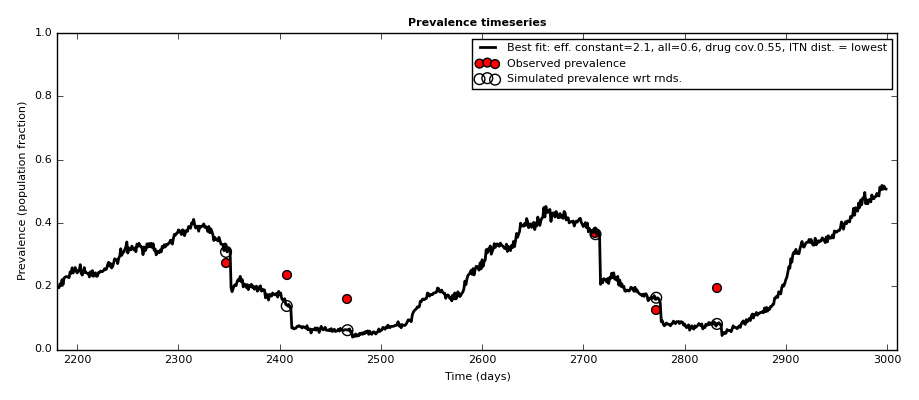 Prevalence timeseries
Best fit: eff. constant=2.1, all=0.6, drug cov.0.55, ITN dist. = lowest
Observed prevalence
Simulated prevalence wrt rnds.
Prevalence (population fraction)
1.0
0.8
0.6
0.4
0.2
0.0
2200 2300 2400 2500 2600 2700 2800 2900 3000
Time (days)